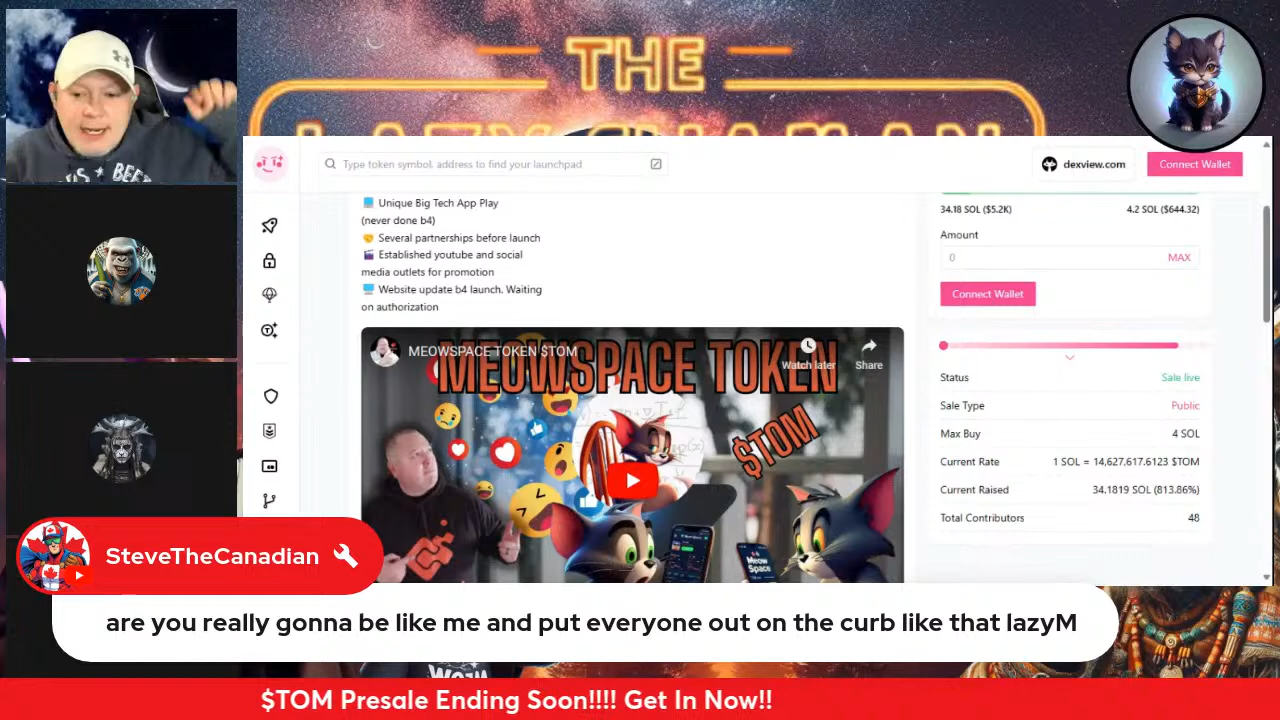 THE
LAZY SHAMAN
Type token symbol, address to find your launchpad
dexview.com
Connect Wallet
Unique Big Tech App Play
(never done b4)
Several partnerships before launch
Established youtube and social
media outlets for promotion
Website update b4 launch. Waiting
on authorization
34.18 SOL ($5.2K)
4.2 SOL ($644.32)
Amount
0
MAX
Connect Wallet
MEOWSPACE TOKEN $TOM
Watch later
Share
MEOWSPACE TOKEN
$TOM
Meow
Space
Status
Sale live
Sale Type
Public
Max Buy
4 SOL
Current Rate
1 SOL = 14,627,617.6123 $TOM
Current Raised
34.1819 SOL (813.86%)
Total Contributors
48
SteveTheCanadian
are you really gonna be like me and put everyone out on the curb like that lazyM
$TOM Presale Ending Soon!!!! Get In Now!!